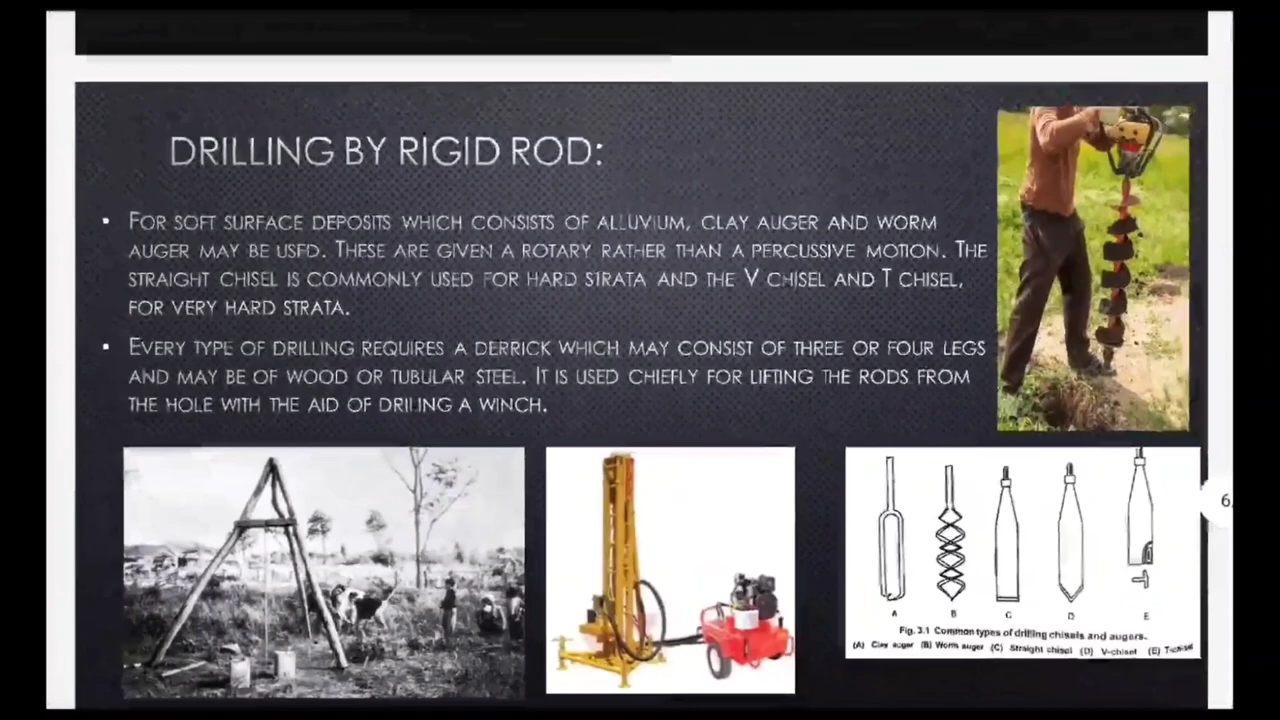 DRILLING BY RIGID ROD:
• FOR SOFT SURFACE DEPOSITS WHICH CONSISTS OF ALLUVIUM, CLAY AUGER AND WORM
AUGER MAY BE USED. THESE ARE GIVEN A ROTARY RATHER THAN A PERCUSSIVE MOTION. THE
STRAIGHT CHISEL IS COMMONLY USED FOR HARD STRATA AND THE V CHISEL AND T CHISEL,
FOR VERY HARD STRATA.
• EVERY TYPE OF DRILLING REQUIRES A DERRICK WHICH MAY CONSIST OF THREE OR FOUR LEGS
AND MAY BE OF WOOD OR TUBULAR STEEL. IT IS USED CHIEFLY FOR LIFTING THE RODS FROM
THE HOLE WITH THE AID OF DRILING A WINCH.
A B C D E
Fig. 3.1 Common types of drilling chisels and augers.
(A) Clay auger (B) Worm auger (C) Straight chisel (D) V-chisel (E) T-chisel
6